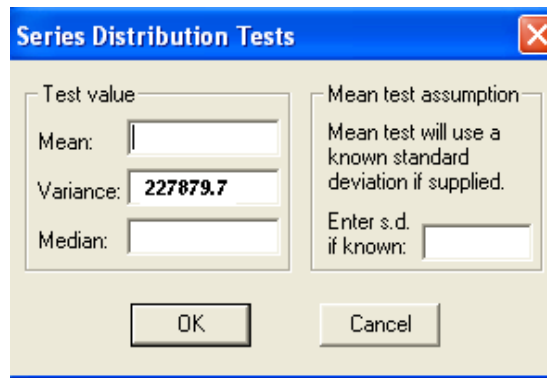 Series Distribution Tests
Test value
Mean:
Variance: 227879.7
Median:
Mean test assumption
Mean test will use a
known standard
deviation if supplied.
Enter s.d.
if known:
OK
Cancel